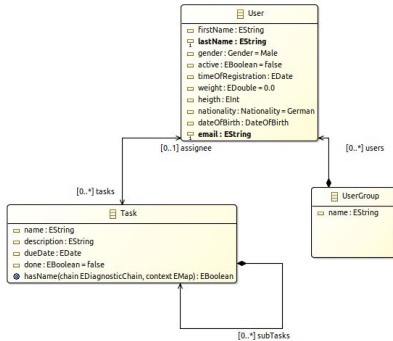 User
firstName : EString
lastName : EString
gender : Gender = Male
active : EBoolean = false
timeOfRegistration : EDate
weight : EDouble = 0.0
heigth : EInt
nationality : Nationality = German
dateOfBirth : DateOfBirth
1 email : EString
[0..1] assignee
[0..*] users
[0..*] tasks
UserGroup
name : EString
Task
name : EString
description : EString
dueDate : EDate
done : EBoolean = false
hasName(chain EDiagnosticChain, context EMap) : EBoolean
[0..*] subTasks